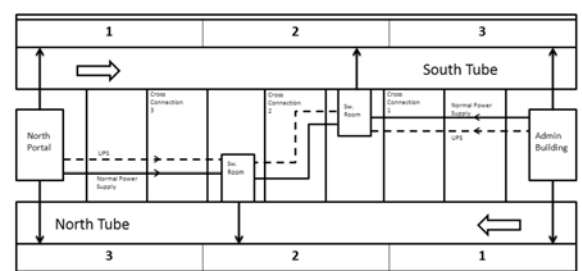 1 2 3
South Tube
Cross
Connection
3
Cross
Connection
2
Sw.
Room
Cross
Connection
1
Normal Power
Supply
North
Portal
UPS
Normal Power
Supply
Sw.
Room
UPS
Admin
Building
North Tube
3 2 1